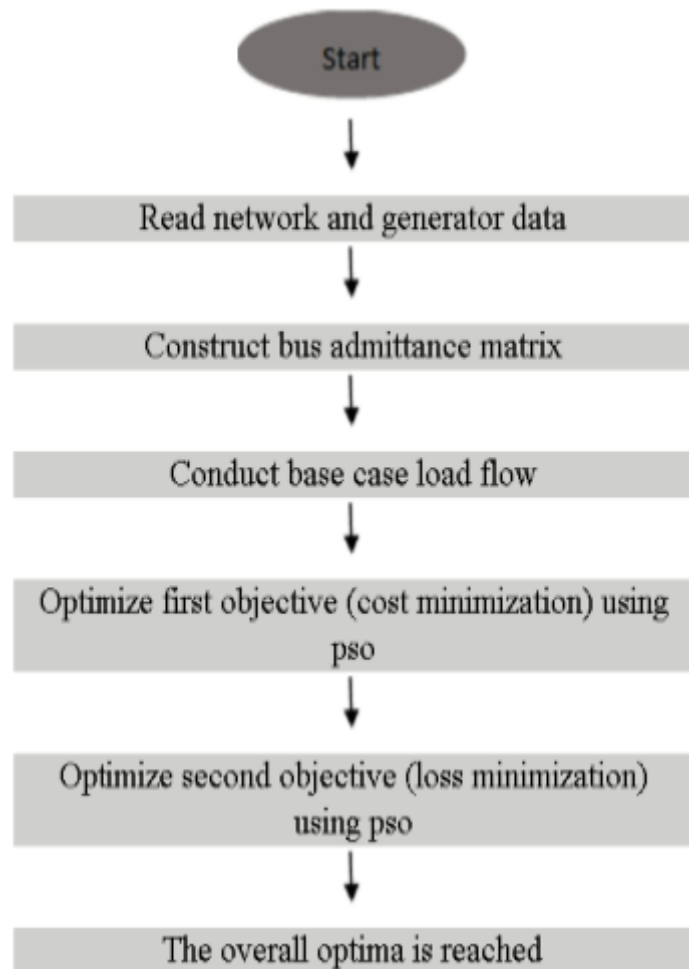 Start
Read network and generator data
Construct bus admittance matrix
Conduct base case load flow
Optimize first objective (cost minimization) using
pso
Optimize second objective (loss minimization)
using pso
The overall optima is reached